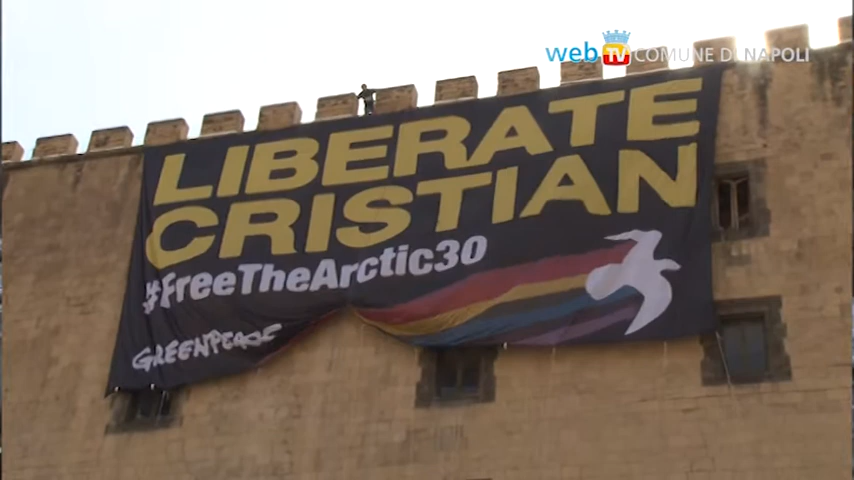 web TV COMUNE DI NAPOLI
LIBERATE
CRISTIAN
#FreeTheArctic30
GREENPEACE